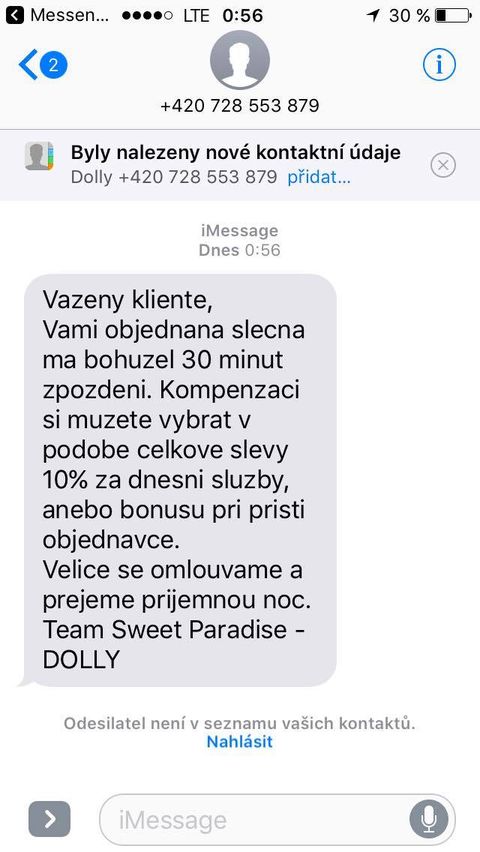 Messen... LTE 0:56 30 %
2
+420 728 553 879
Byly nalezeny nové kontaktní údaje
Dolly +420 728 553 879 přidat...
iMessage
Dnes 0:56
Vazeny kliente,
Vami objednana slecna
ma bohuzel 30 minut
zpozdeni. Kompenzaci
si muzete vybrat v
podobe celkove slevy
10% za dnesni sluzby,
anebo bonusu pri pristi
objednavce.
Velice se omlouvame a
prejeme prijemnou noc.
Team Sweet Paradise -
DOLLY
Odesilatel není v seznamu vašich kontaktů.
Nahlásit
iMessage